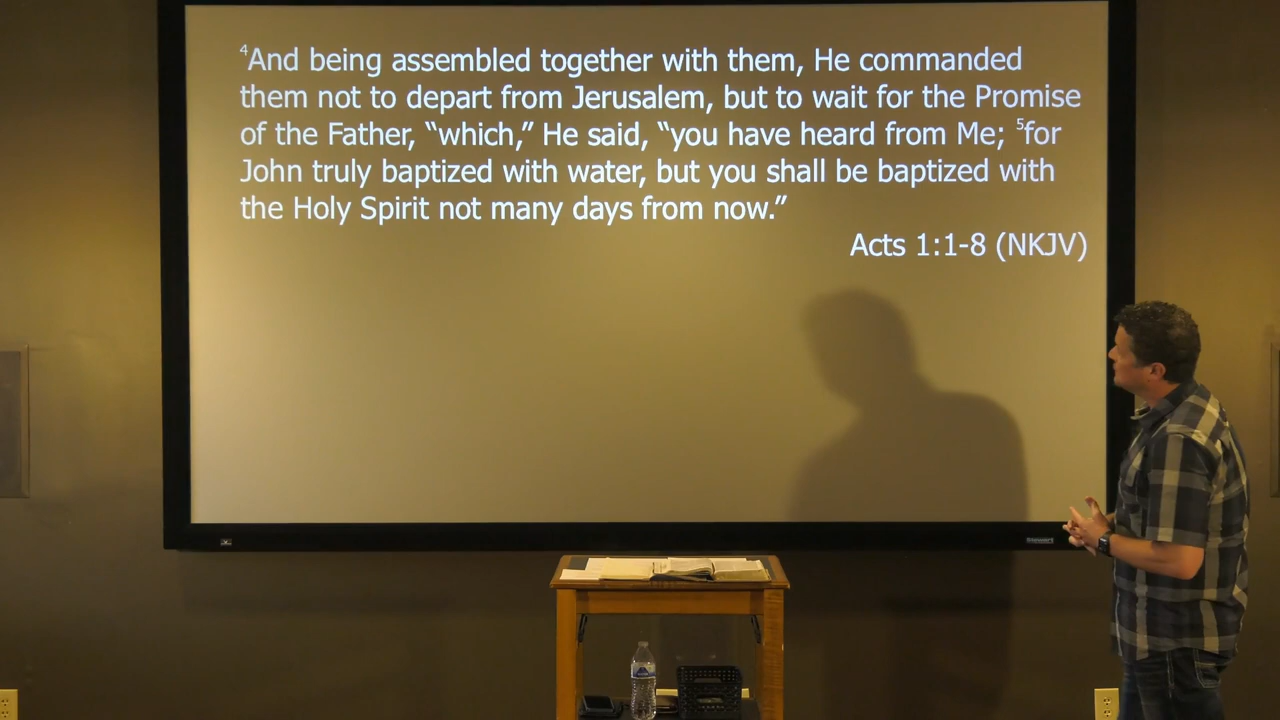 ⁴And being assembled together with them, He commanded
them not to depart from Jerusalem, but to wait for the Promise
of the Father, “which,” He said, “you have heard from Me; ⁵for
John truly baptized with water, but you shall be baptized with
the Holy Spirit not many days from now.”
Acts 1:1-8 (NKJV)
Stewart